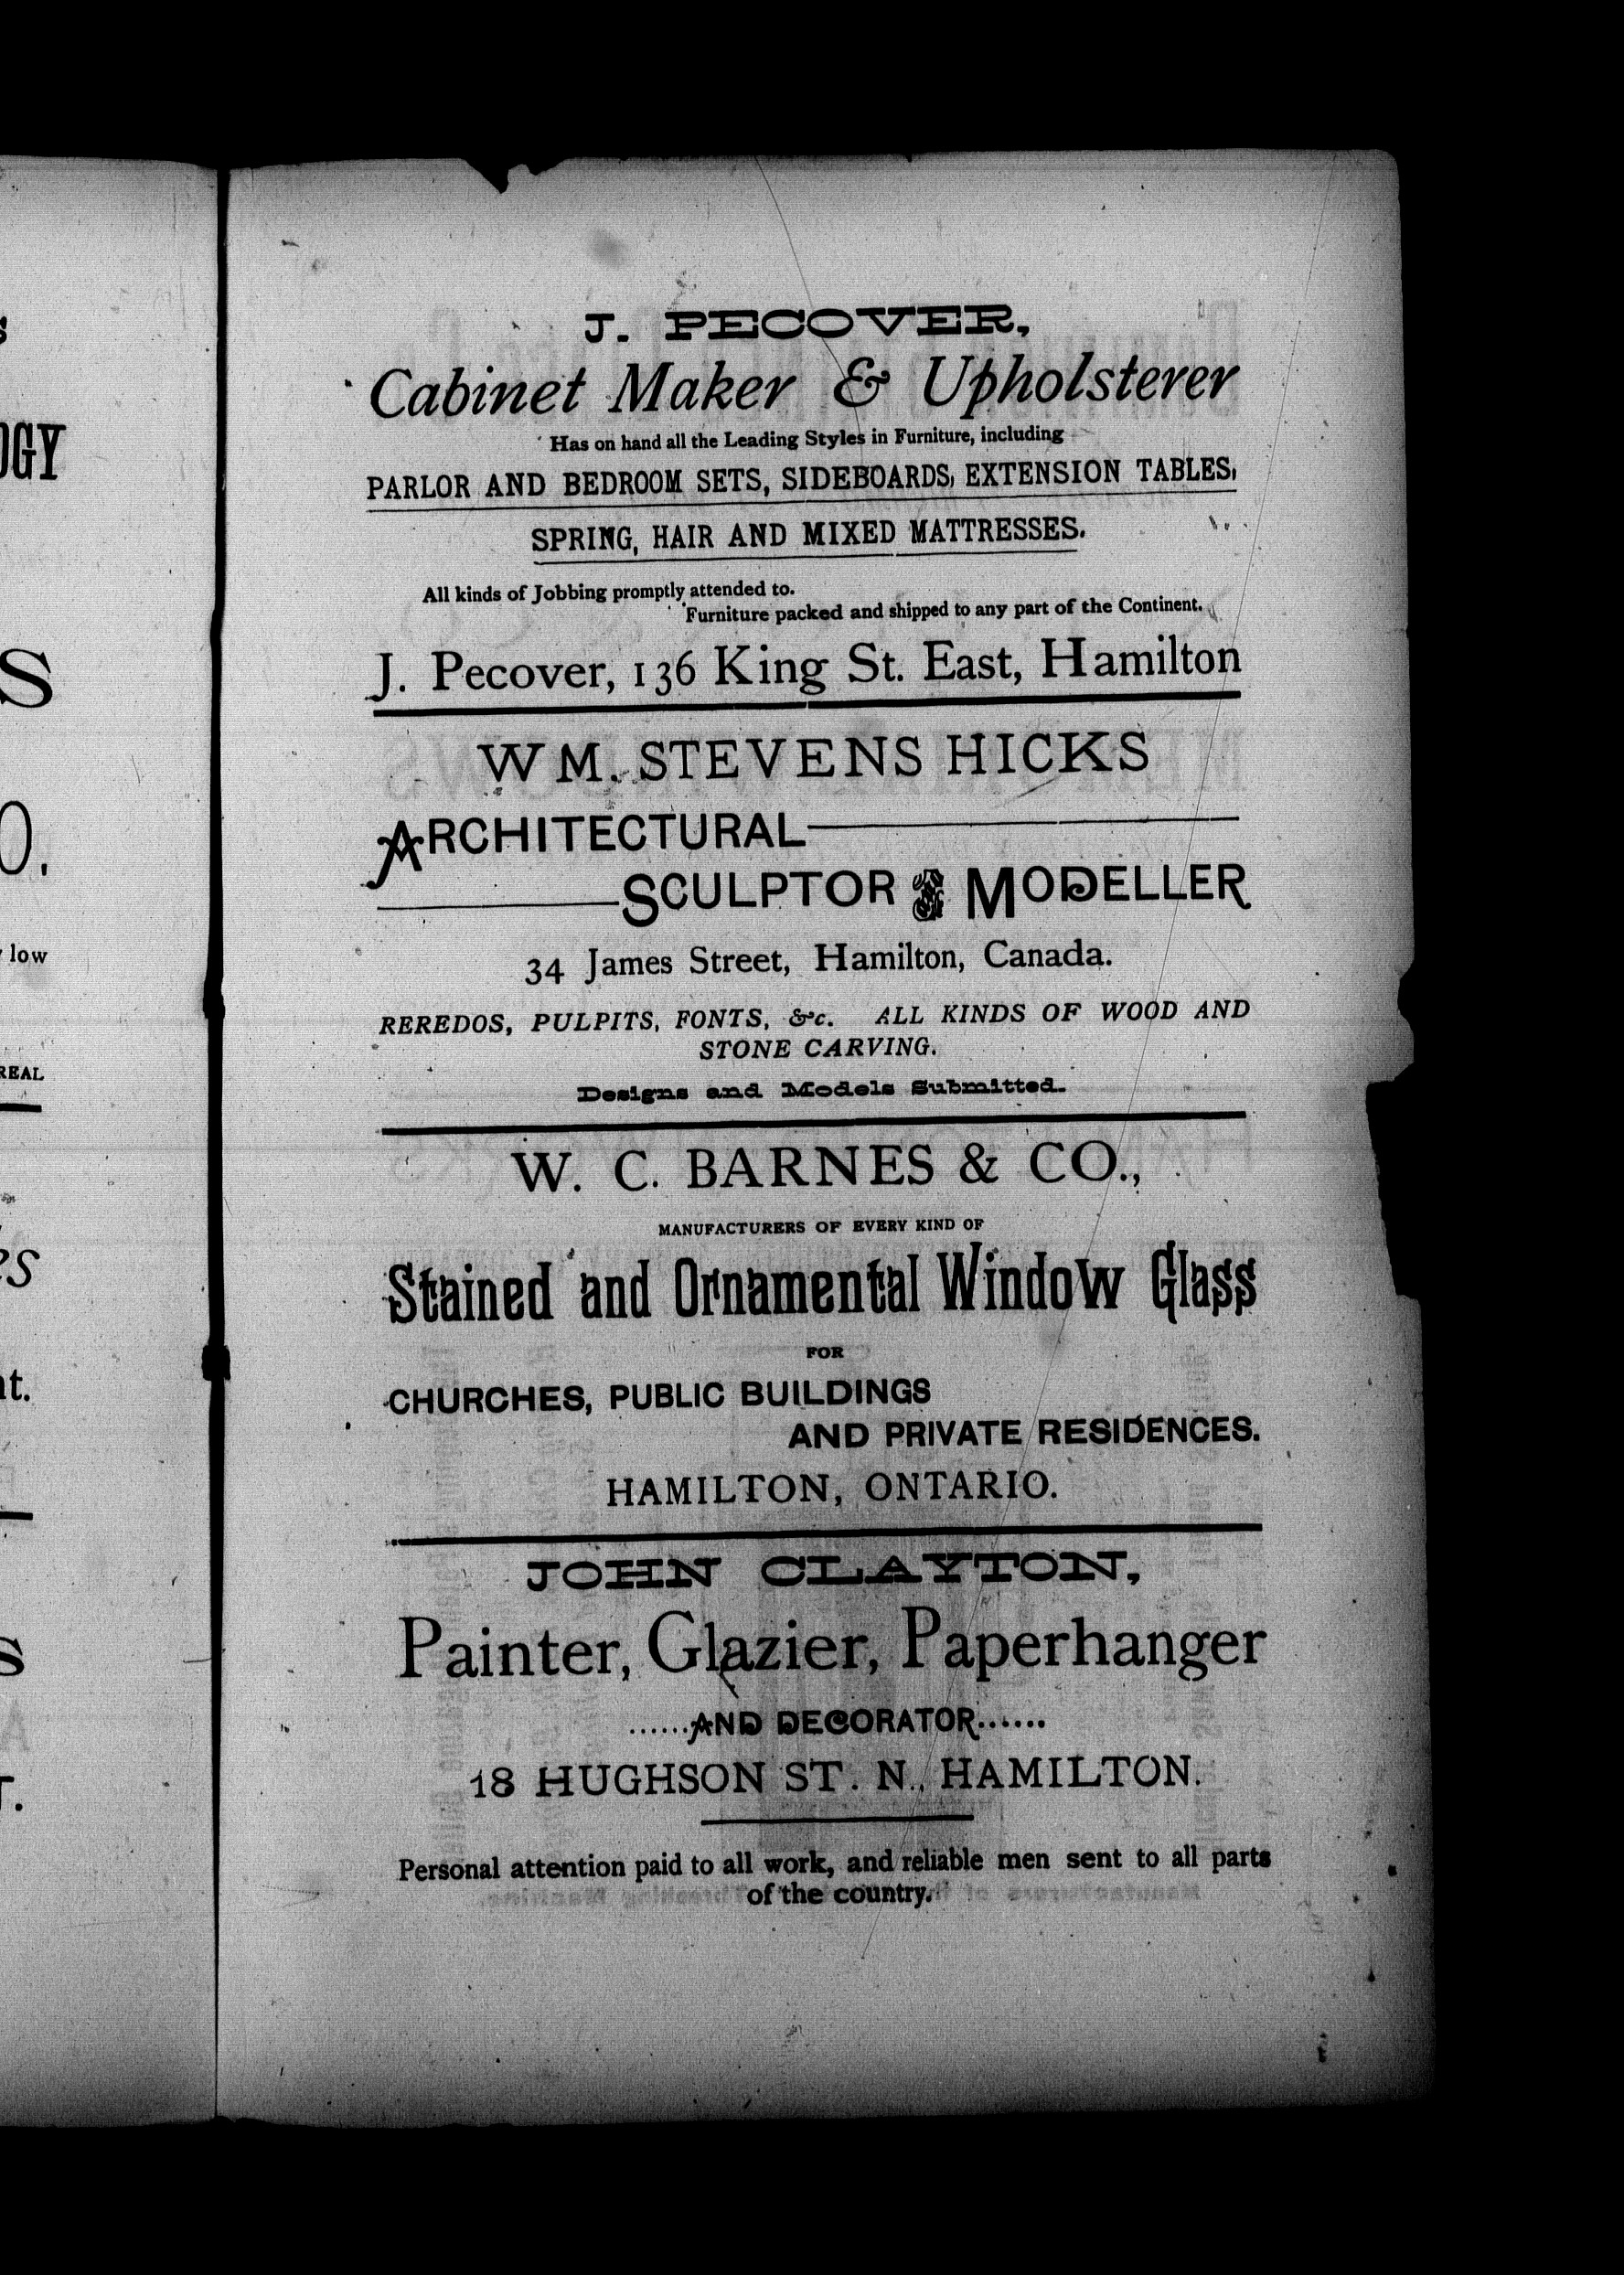 J. PECOVER,
Cabinet Maker & Upholsterer
Has on hand all the Leading Styles in Furniture, including
PARLOR AND BEDROOM SETS, SIDEBOARDS, EXTENSION TABLES,
SPRING, HAIR AND MIXED MATTRESSES.
All kinds of Jobbing promptly attended to.
Furniture packed and shipped to any part of the Continent.
J. Pecover, 136 King St. East, Hamilton
WM. STEVENS HICKS
ARCHITECTURAL
SCULPTOR & MODELLER
34 James Street, Hamilton, Canada.
REREDOS, PULPITS, FONTS, &c. ALL KINDS OF WOOD AND
STONE CARVING.
Designs and Models Submitted.
W. C. BARNES & CO.,
MANUFACTURERS OF EVERY KIND OF
Stained and Ornamental Window Glass
FOR
CHURCHES, PUBLIC BUILDINGS
AND PRIVATE RESIDENCES.
HAMILTON, ONTARIO.
JOHN CLAYTON,
Painter, Glazier, Paperhanger
......AND DECORATOR......
18 HUGHSON ST. N., HAMILTON.
Personal attention paid to all work, and reliable men sent to all parts
of the country.